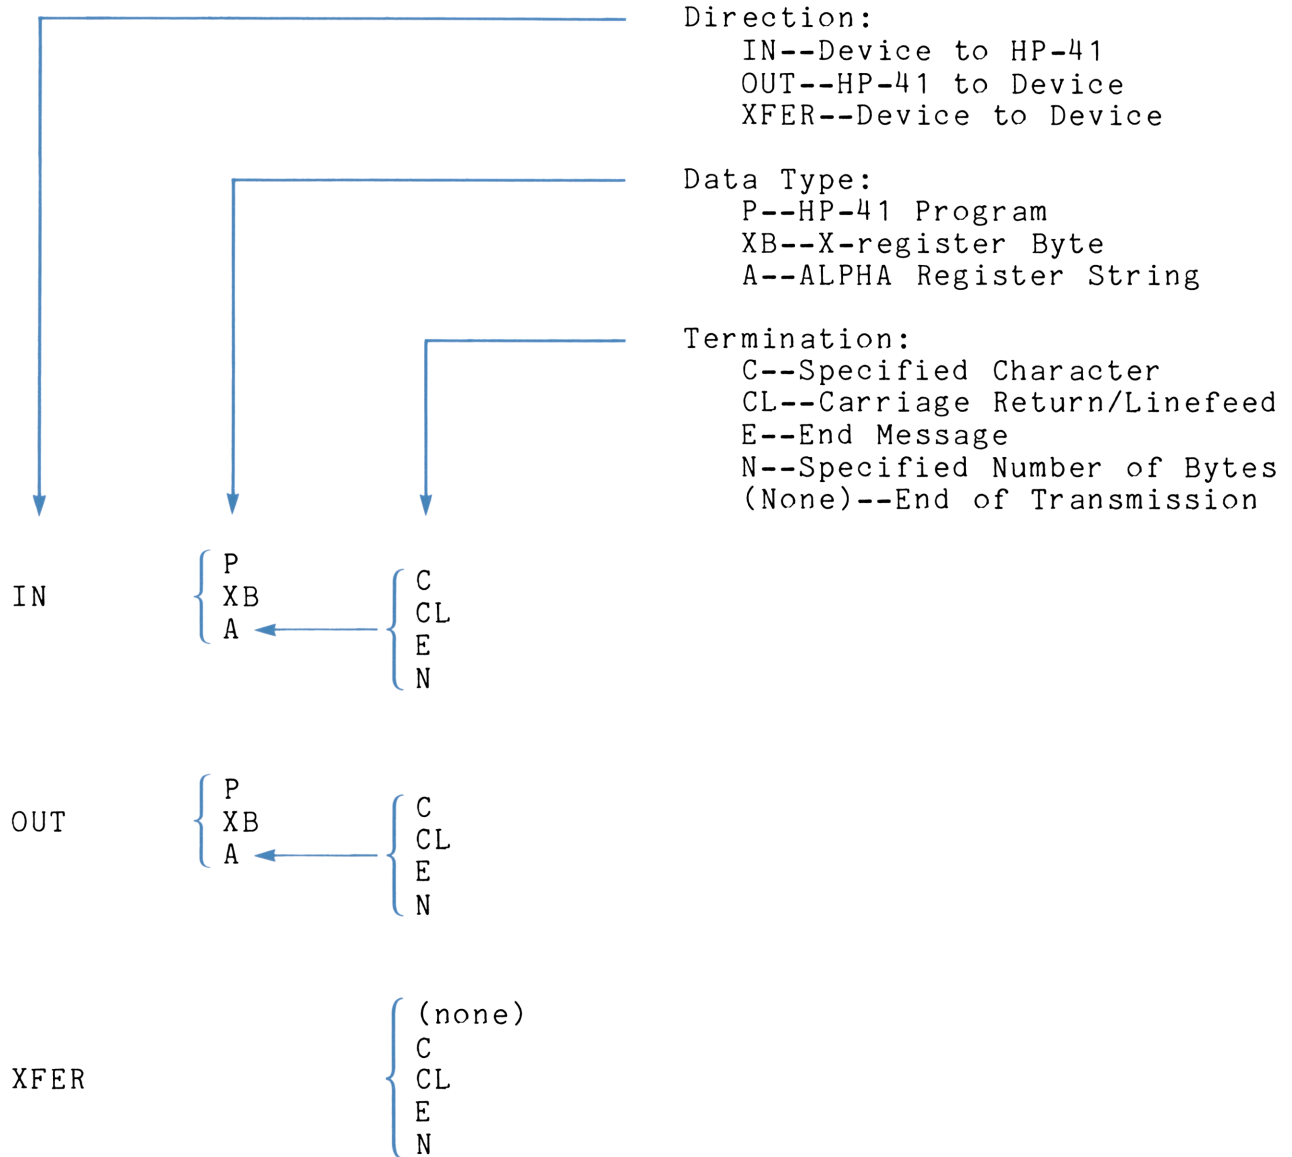 Direction:
IN--Device to HP-41
OUT--HP-41 to Device
XFER--Device to Device
Data Type:
P--HP-41 Program
XB--X-register Byte
A--ALPHA Register String
Termination:
C--Specified Character
CL--Carriage Return/Linefeed
E--End Message
N--Specified Number of Bytes
(None)--End of Transmission
IN
P
XB
A
C
CL
E
N
OUT
P
XB
A
C
CL
E
N
XFER
(none)
C
CL
E
N